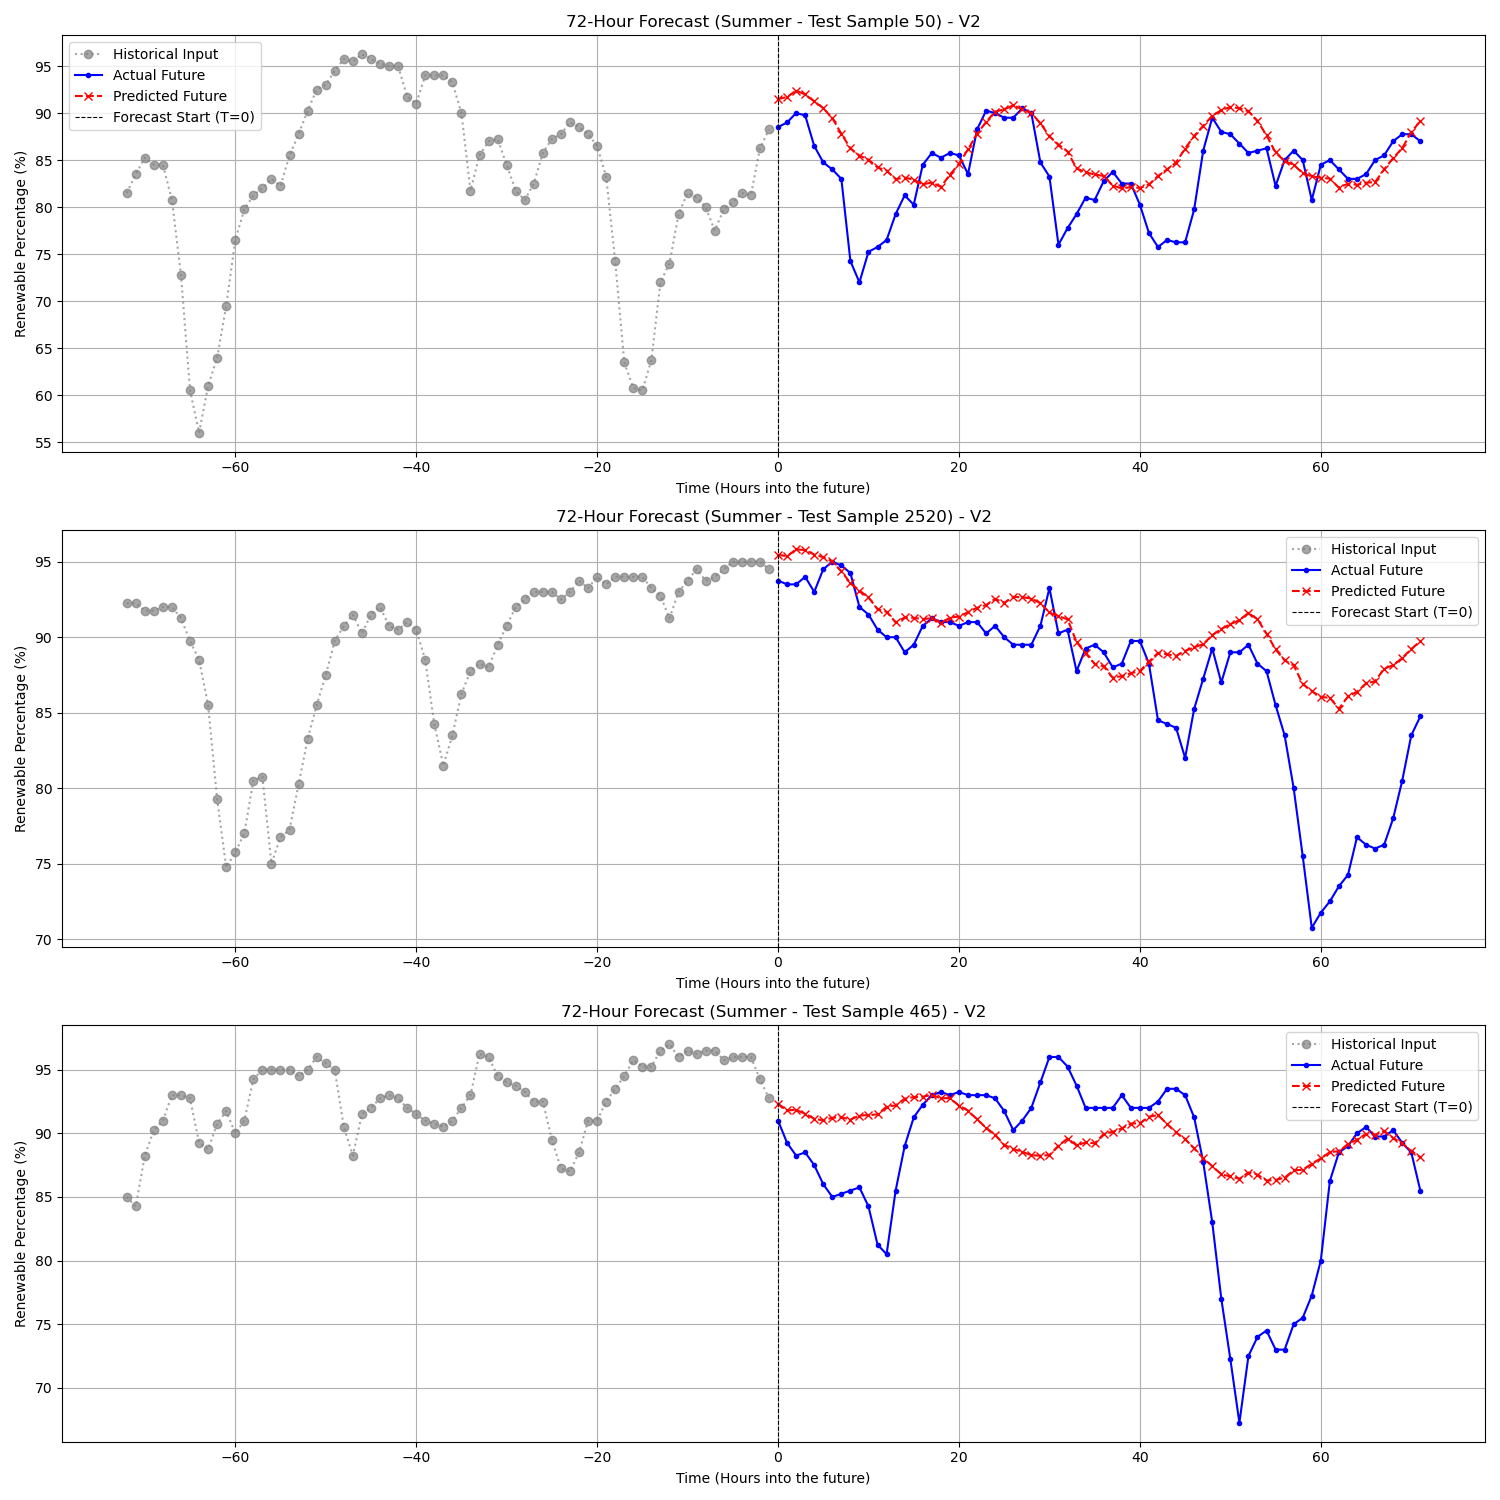 72-Hour Forecast (Summer - Test Sample 50) - V2
Historical Input
Actual Future
Predicted Future
Forecast Start (T=0)
Renewable Percentage (%)
95
90
85
80
75
70
65
60
55
−60
−40
−20
0
20
40
60
Time (Hours into the future)
72-Hour Forecast (Summer - Test Sample 2520) - V2
Historical Input
Actual Future
Predicted Future
Forecast Start (T=0)
Renewable Percentage (%)
95
90
85
80
75
70
−60
−40
−20
0
20
40
60
Time (Hours into the future)
72-Hour Forecast (Summer - Test Sample 465) - V2
Historical Input
Actual Future
Predicted Future
Forecast Start (T=0)
Renewable Percentage (%)
95
90
85
80
75
70
−60
−40
−20
0
20
40
60
Time (Hours into the future)